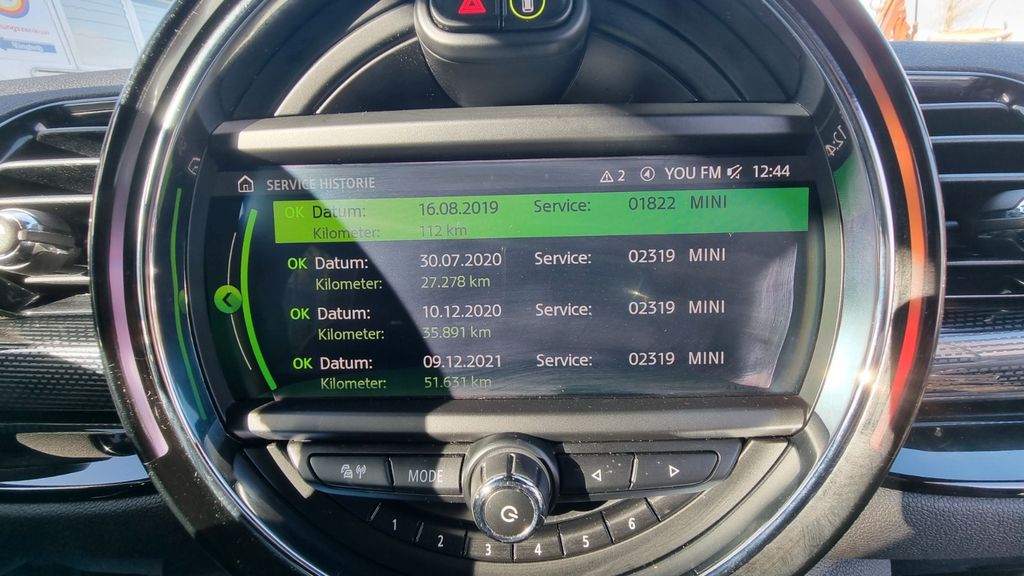 SERVICE HISTORIE 2 YOU FM 12:44
OK Datum: 16.08.2019 Service: 01822 MINI
Kilometer: 112 km
OK Datum: 30.07.2020 Service: 02319 MINI
Kilometer: 27.278 km
OK Datum: 10.12.2020 Service: 02319 MINI
Kilometer: 35.891 km
OK Datum: 09.12.2021 Service: 02319 MINI
Kilometer: 51.631 km
MODE
1 2 3 4 5 6